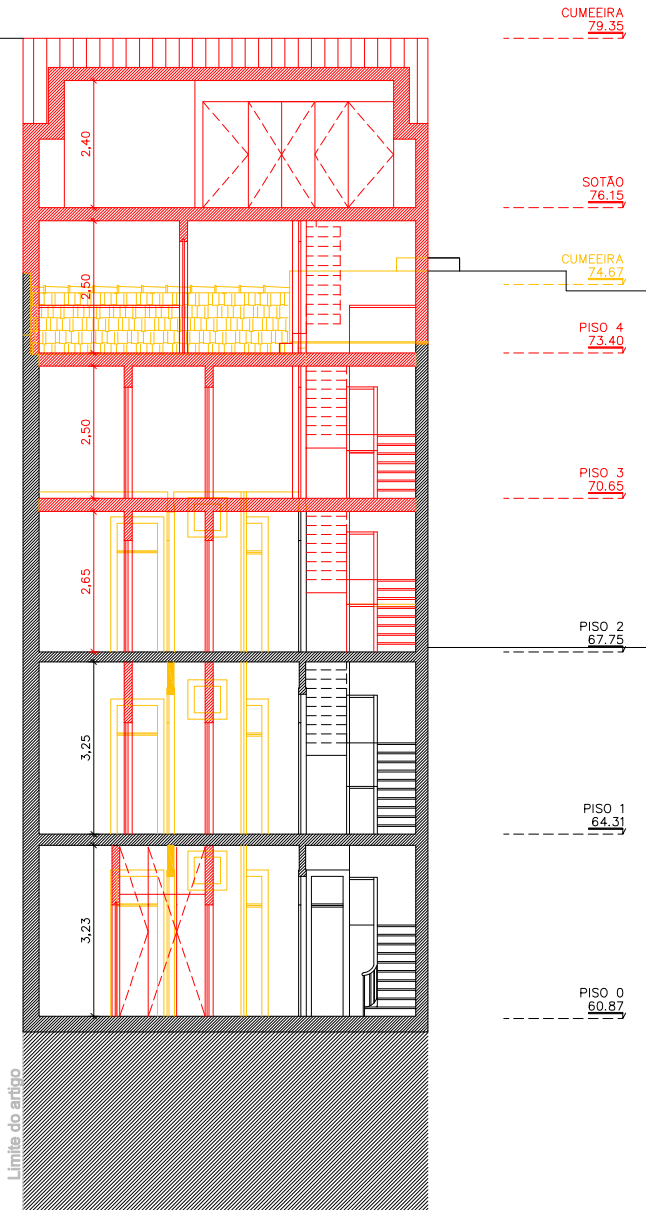 CUMEEIRA
79.35
2,40
SOTÃO
76.15
CUMEEIRA
74.67
2,50
PISO 4
73.40
2,50
PISO 3
70.65
2,65
PISO 2
67.75
3,25
PISO 1
64.31
3,23
PISO 0
60.87
Limite do artigo